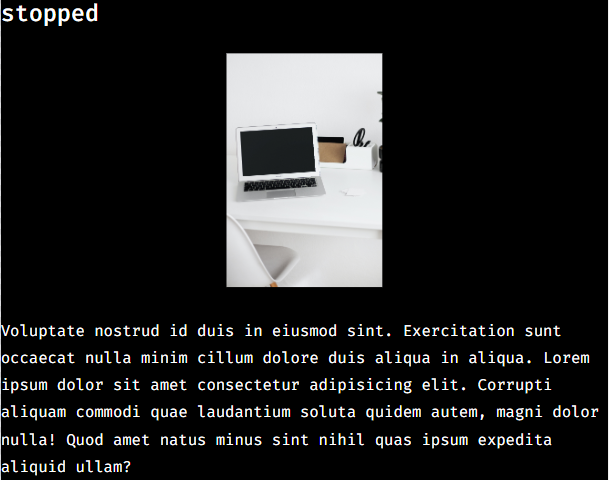 stopped
Voluptate nostrud id duis in eiusmod sint. Exercitation sunt
occaecat nulla minim cillum dolore duis aliqua in aliqua. Lorem
ipsum dolor sit amet consectetur adipisicing elit. Corrupti
aliquam commodi quae laudantium soluta quidem autem, magni dolor
nulla! Quod amet natus minus sint nihil quas ipsum expedita
aliquid ullam?